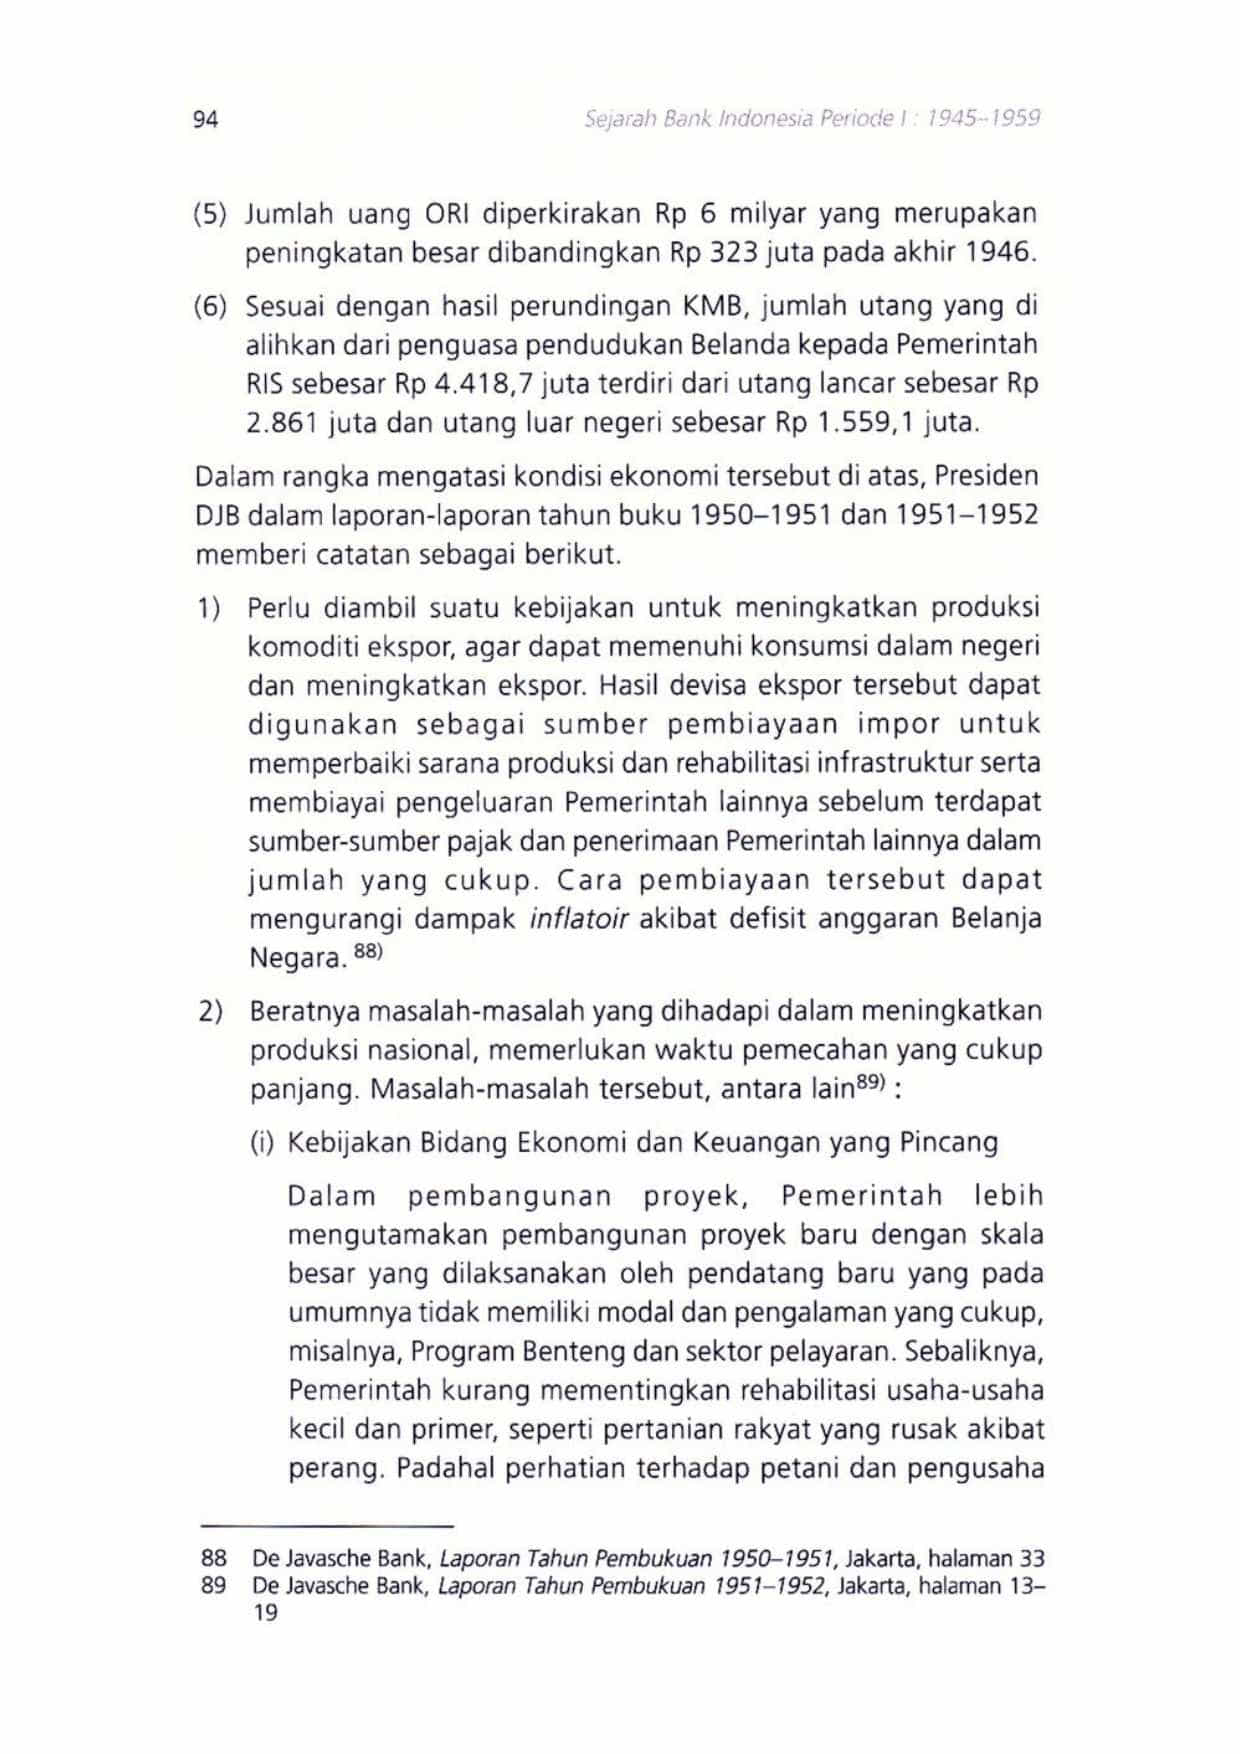 94
Sejarah Bank Indonesia Periode I : 1945–1959
(5) Jumlah uang ORI diperkirakan Rp 6 milyar yang merupakan
peningkatan besar dibandingkan Rp 323 juta pada akhir 1946.
(6) Sesuai dengan hasil perundingan KMB, jumlah utang yang di
alihkan dari penguasa pendudukan Belanda kepada Pemerintah
RIS sebesar Rp 4.418,7 juta terdiri dari utang lancar sebesar Rp
2.861 juta dan utang luar negeri sebesar Rp 1.559,1 juta.
Dalam rangka mengatasi kondisi ekonomi tersebut di atas, Presiden
DJB dalam laporan-laporan tahun buku 1950–1951 dan 1951–1952
memberi catatan sebagai berikut.
1) Perlu diambil suatu kebijakan untuk meningkatkan produksi
komoditi ekspor, agar dapat memenuhi konsumsi dalam negeri
dan meningkatkan ekspor. Hasil devisa ekspor tersebut dapat
digunakan sebagai sumber pembiayaan impor untuk
memperbaiki sarana produksi dan rehabilitasi infrastruktur serta
membiayai pengeluaran Pemerintah lainnya sebelum terdapat
sumber-sumber pajak dan penerimaan Pemerintah lainnya dalam
jumlah yang cukup. Cara pembiayaan tersebut dapat
mengurangi dampak inflatoir akibat defisit anggaran Belanja
Negara. 88)
2) Beratnya masalah-masalah yang dihadapi dalam meningkatkan
produksi nasional, memerlukan waktu pemecahan yang cukup
panjang. Masalah-masalah tersebut, antara lain89) :
(i) Kebijakan Bidang Ekonomi dan Keuangan yang Pincang
Dalam pembangunan proyek, Pemerintah lebih
mengutamakan pembangunan proyek baru dengan skala
besar yang dilaksanakan oleh pendatang baru yang pada
umumnya tidak memiliki modal dan pengalaman yang cukup,
misalnya, Program Benteng dan sektor pelayaran. Sebaliknya,
Pemerintah kurang mementingkan rehabilitasi usaha-usaha
kecil dan primer, seperti pertanian rakyat yang rusak akibat
perang. Padahal perhatian terhadap petani dan pengusaha
88 De Javasche Bank, Laporan Tahun Pembukuan 1950–1951, Jakarta, halaman 33
89 De Javasche Bank, Laporan Tahun Pembukuan 1951–1952, Jakarta, halaman 13–
19